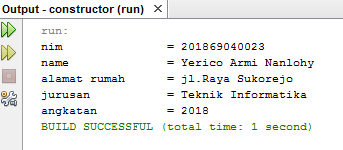 Output - constructor (run)
run:
nim = 201869040023
name = Yerico Armi Nanlohy
alamat rumah = jl.Raya Sukorejo
jurusan = Teknik Informatika
angkatan = 2018
BUILD SUCCESSFUL (total time: 1 second)